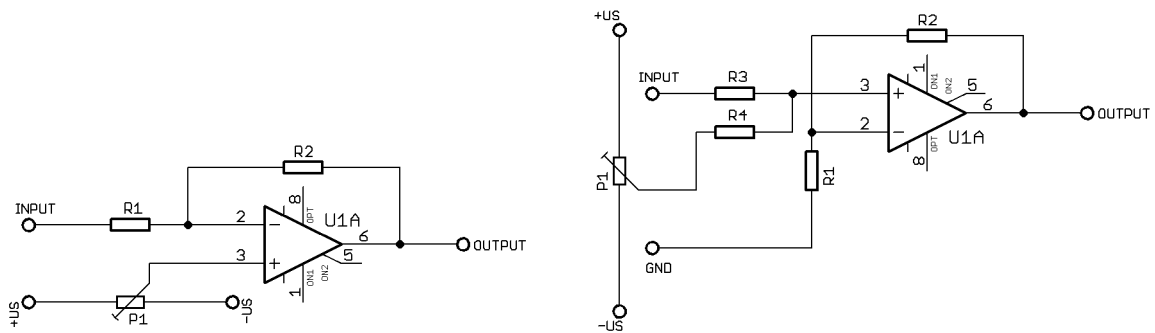 R2
INPUT
R1
2
8
OPT
U1A
6
OUTPUT
3
5
1
ON1
ON2
+US
P1
-US
+US
R2
INPUT
R3
3
1
ON1
ON2
5
6
OUTPUT
R4
2
8
OPT
U1A
P1
R1
GND
-US